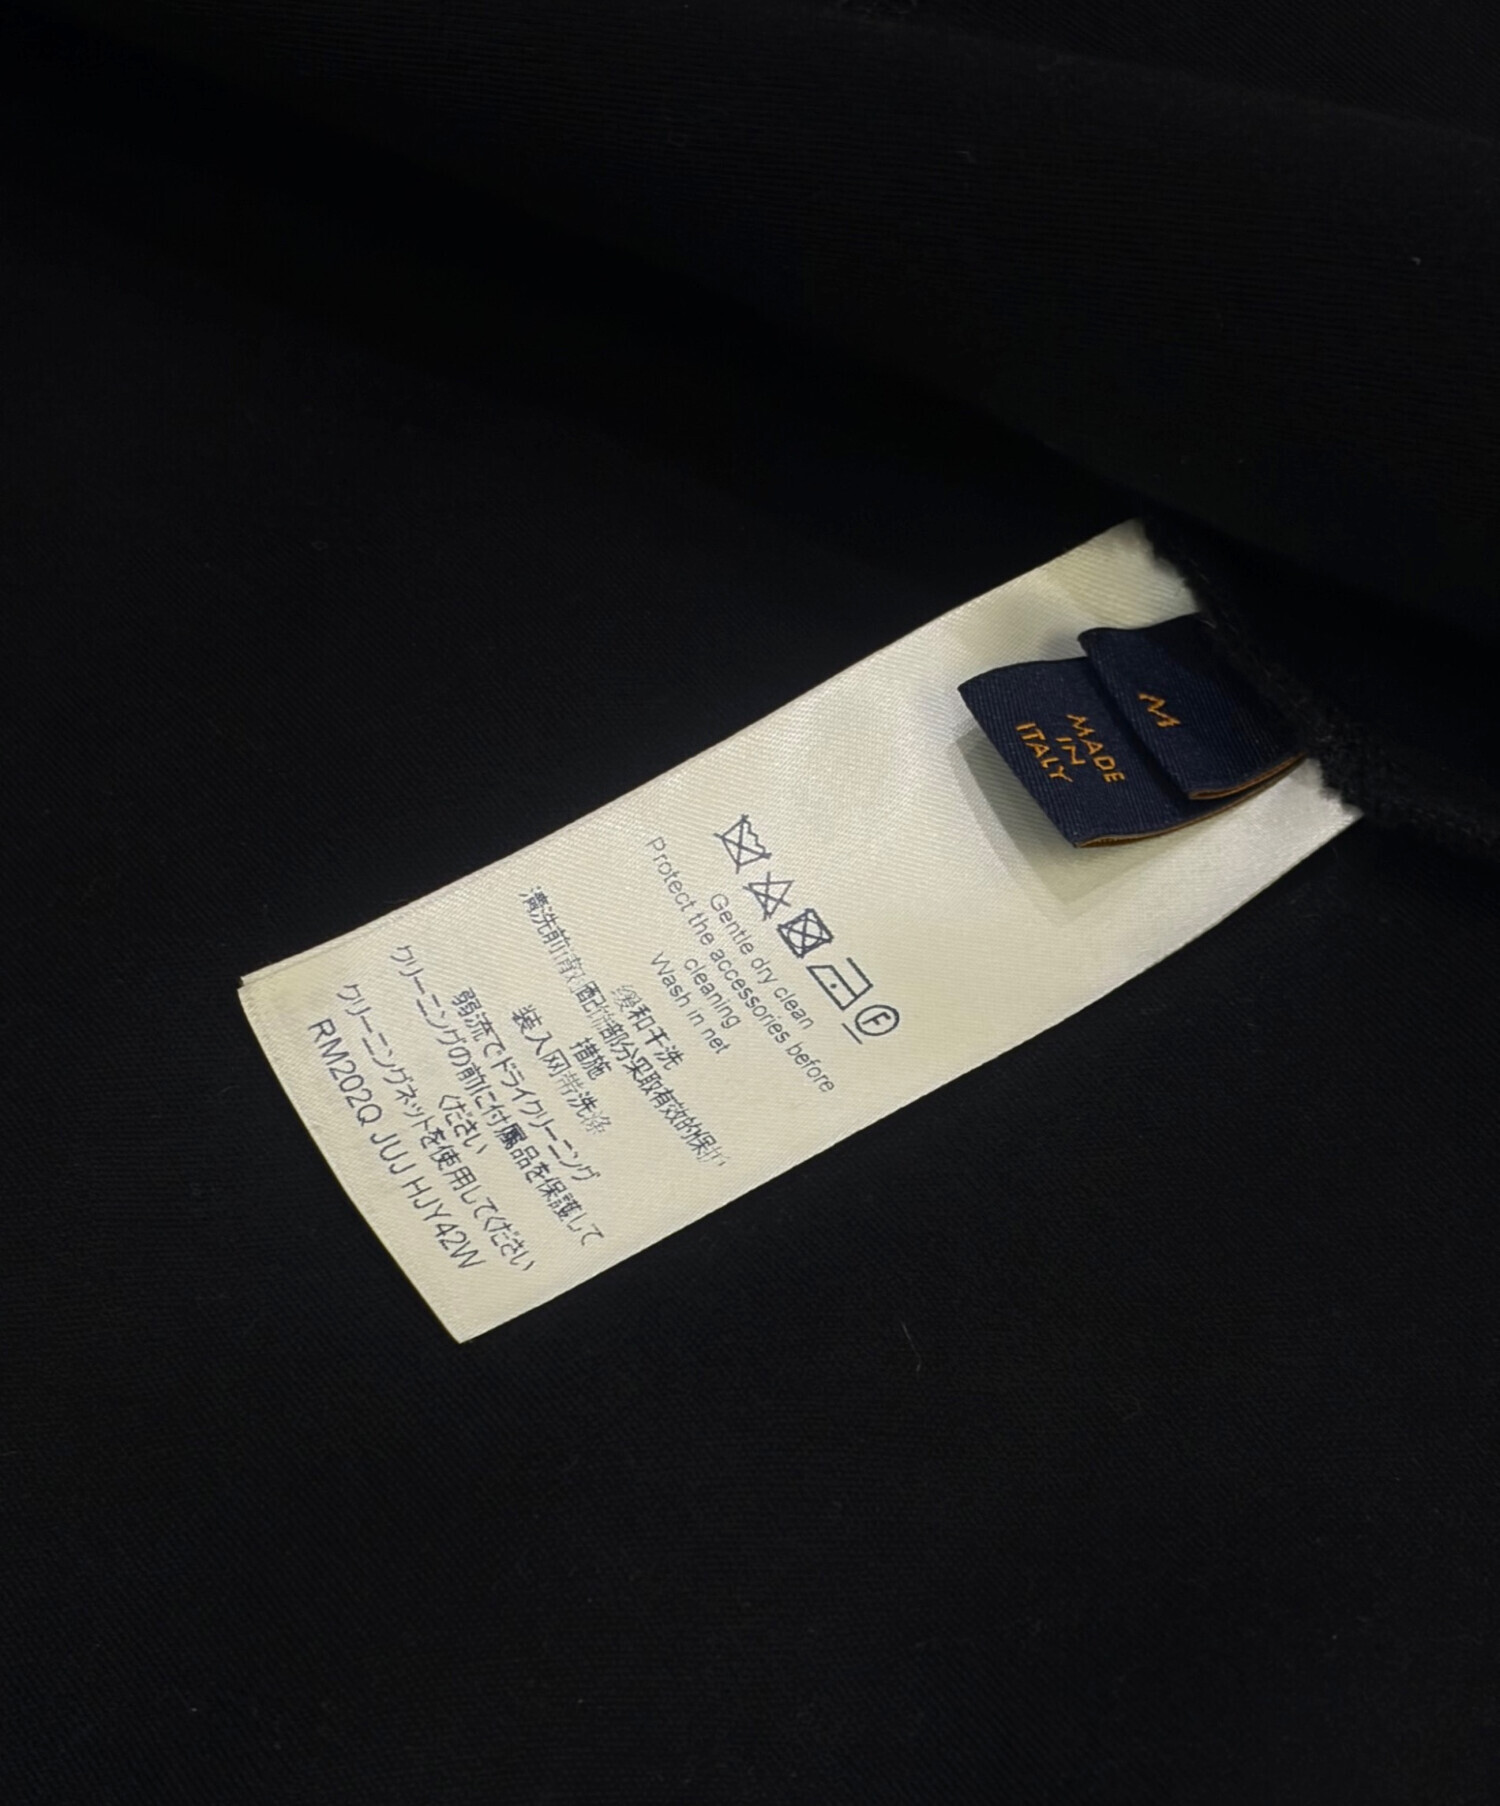 M
MADE
IN
ITALY
F
Gentle dry clean
Protect the accessories before
cleaning
Wash in net
缓和干洗
清洗前请对配饰部分采取有效的保护
措施
装入网带洗净
弱流でドライクリーニング
クリーニングの前に付属品を保護して
ください
クリーニングネットを使用してください
RM202Q JUJ HJY42W